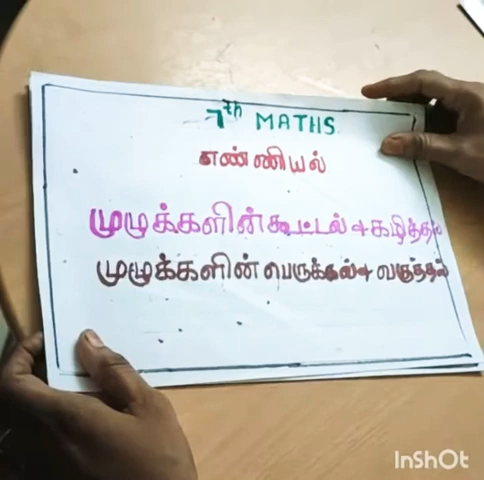 7th MATHS
எண்ணியல்
முழுக்களின் கூட்டல் + கழித்தல்
முழுக்களின் பெருக்கல் + வகுத்தல்
InShOt